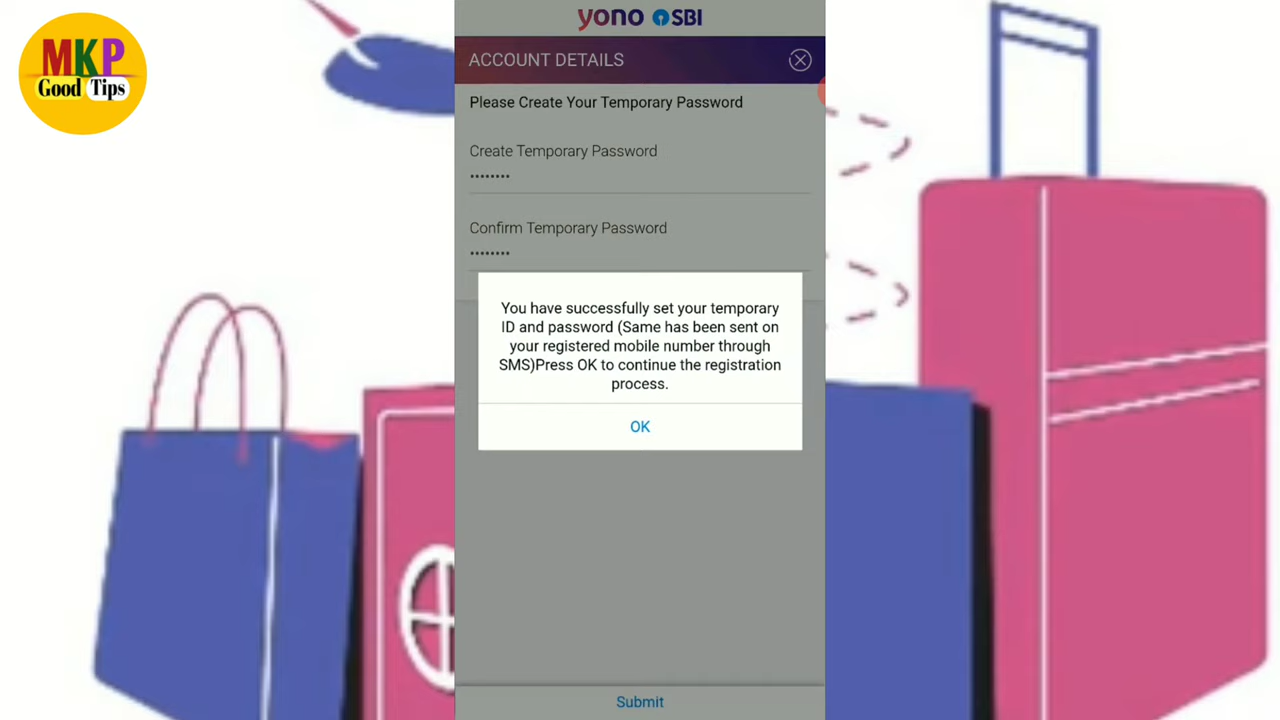 MKP
Good Tips
yono SBI
ACCOUNT DETAILS
Please Create Your Temporary Password
Create Temporary Password
••••••••
Confirm Temporary Password
••••••••
You have successfully set your temporary
ID and password (Same has been sent on
your registered mobile number through
SMS)Press OK to continue the registration
process.
OK
Submit